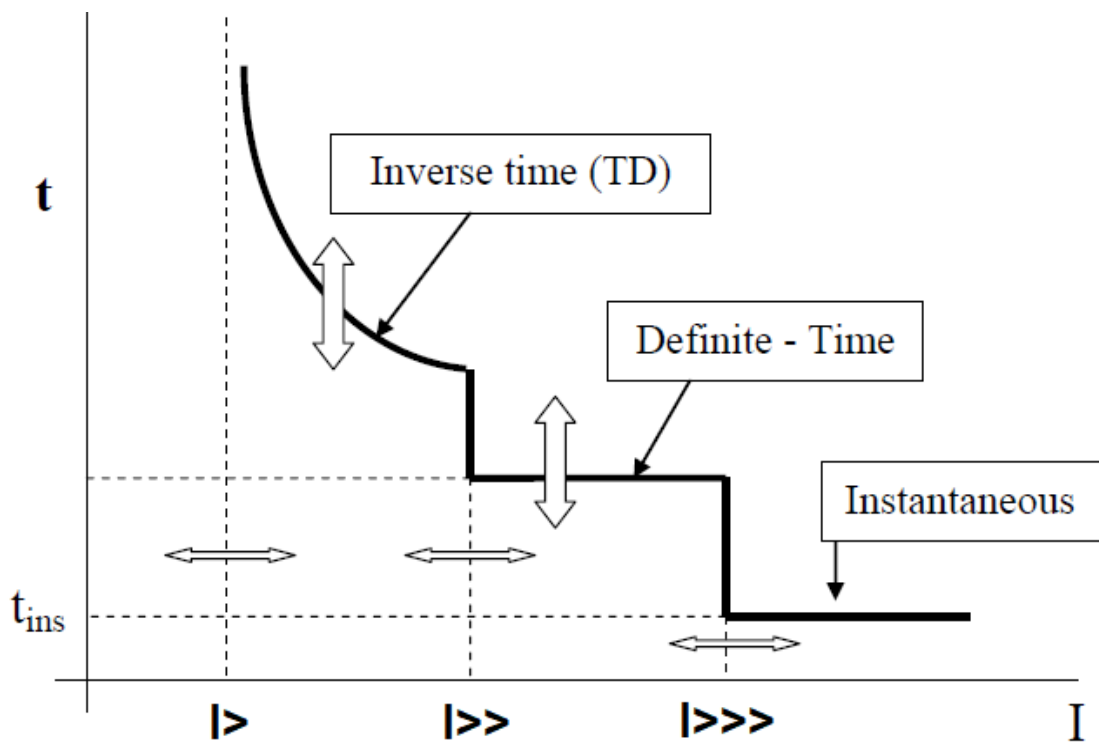 Inverse time (TD)
t
Definite - Time
Instantaneous
tins
I>
I>>
I>>>
I